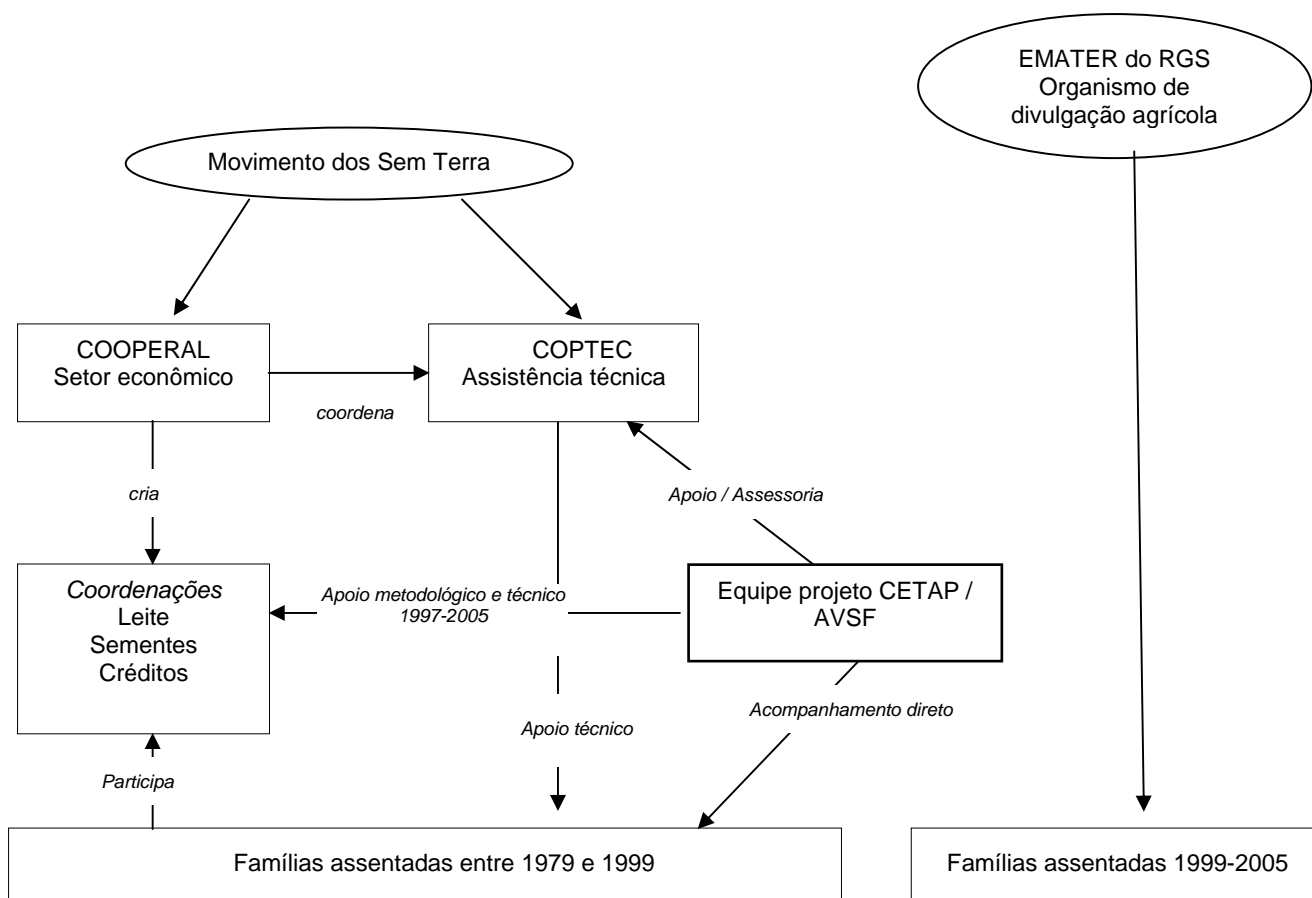 EMATER do RGS
Organismo de
divulgação agrícola
Movimento dos Sem Terra
COOPERAL
Setor econômico
COPTEC
Assistência técnica
coordena
cria
Apoio / Assessoria
Coordenações
Leite
Sementes
Créditos
Apoio metodológico e técnico
1997-2005
Equipe projeto CETAP /
AVSF
Apoio técnico
Acompanhamento direto
Participa
Famílias assentadas entre 1979 e 1999
Famílias assentadas 1999-2005